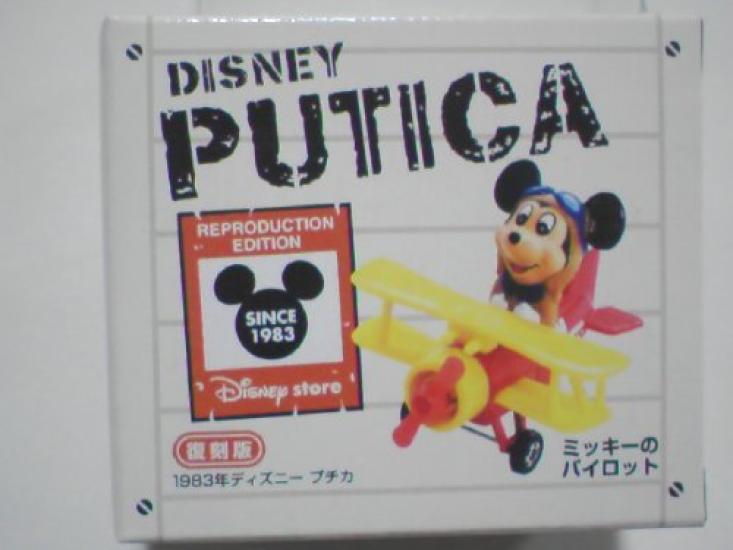 DISNEY
PUTICA
REPRODUCTION
EDITION
SINCE
1983
Disney store
復刻版
1983年ディズニー プチカ
ミッキーの
パイロット